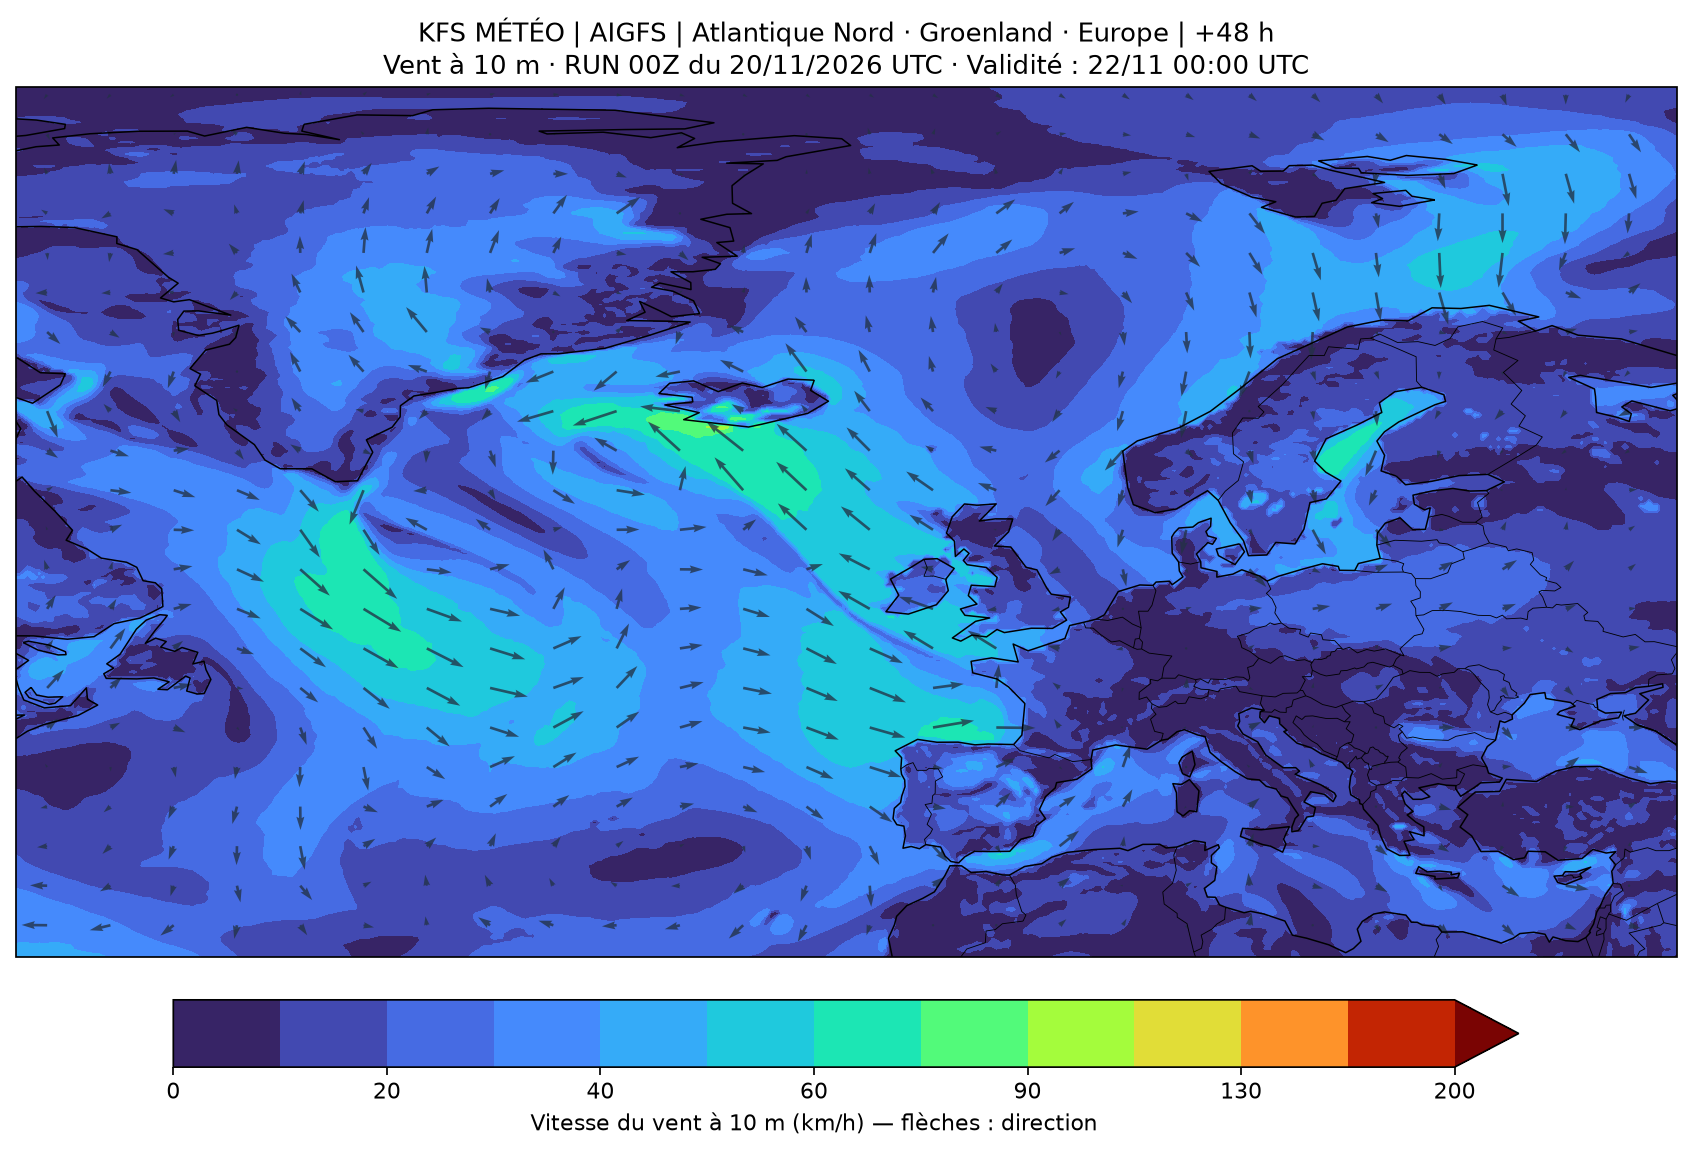 KFS MÉTÉO | AIGFS | Atlantique Nord · Groenland · Europe | +48 h
Vent à 10 m · RUN 00Z du 20/11/2026 UTC · Validité : 22/11 00:00 UTC
0 20 40 60 90 130 200
Vitesse du vent à 10 m (km/h) — flèches : direction